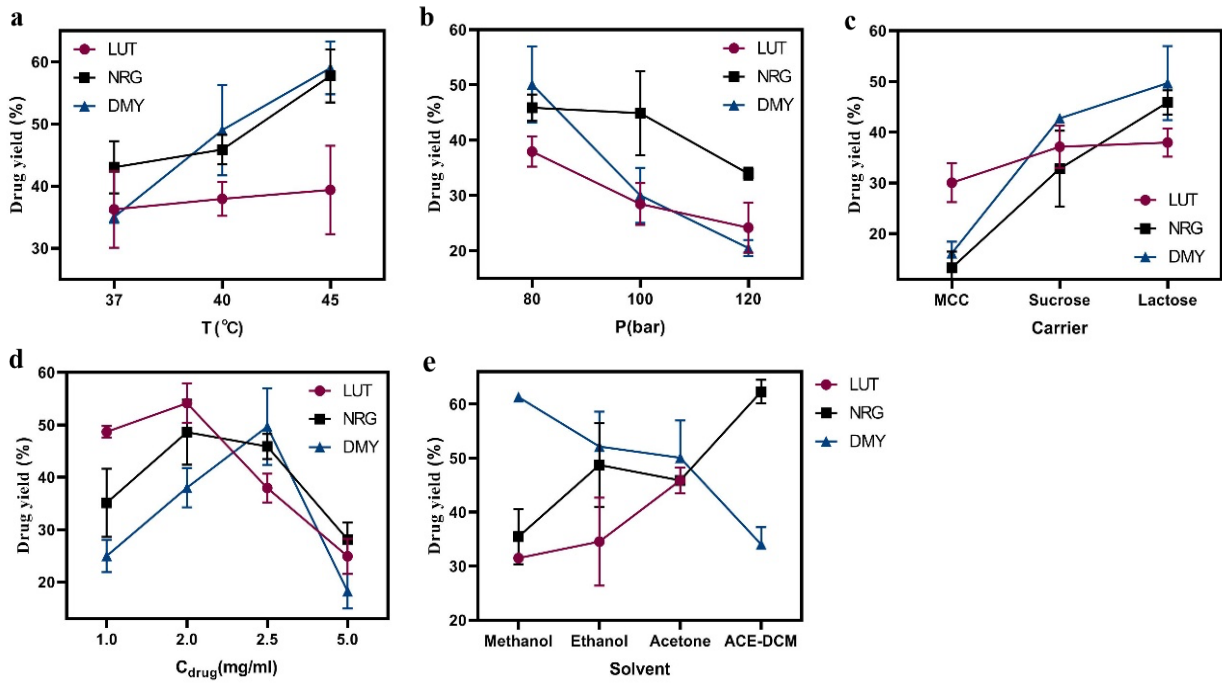 a
60
50
40
30
Drug yield (%)
LUT
NRG
DMY
37 40 45
T (°C)
b
60
50
40
30
20
Drug yield (%)
LUT
NRG
DMY
80 100 120
P(bar)
c
60
50
40
30
20
Drug yield (%)
LUT
NRG
DMY
MCC Sucrose Lactose
Carrier
d
60
50
40
30
20
Drug yield (%)
LUT
NRG
DMY
1.0 2.0 2.5 5.0
Cdrug(mg/ml)
e
60
50
40
30
20
Drug yield (%)
LUT
NRG
DMY
Methanol Ethanol Acetone ACE-DCM
Solvent